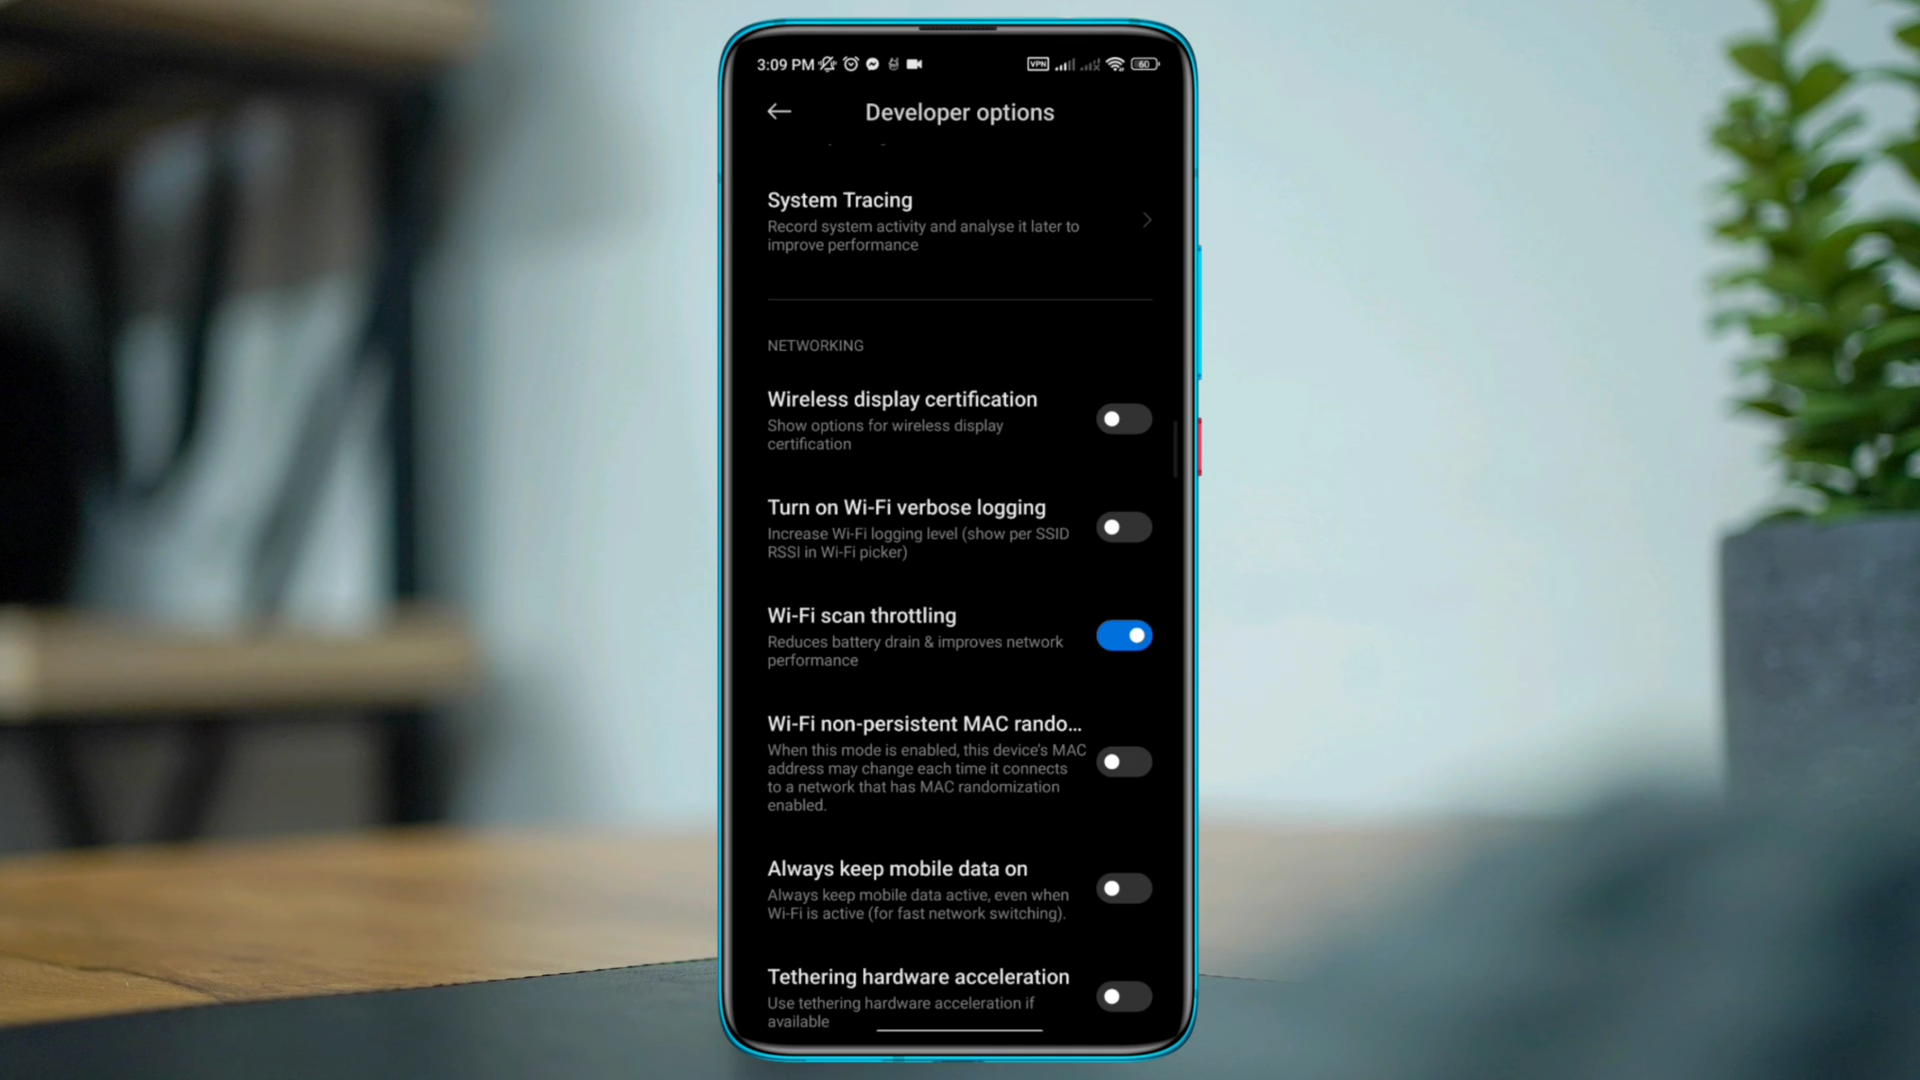 3:09 PM VPN 60
Developer options
System Tracing
Record system activity and analyse it later to
improve performance
NETWORKING
Wireless display certification
Show options for wireless display
certification
Turn on Wi-Fi verbose logging
Increase Wi-Fi logging level (show per SSID
RSSI in Wi-Fi picker)
Wi-Fi scan throttling
Reduces battery drain & improves network
performance
Wi-Fi non-persistent MAC rando...
When this mode is enabled, this device's MAC
address may change each time it connects
to a network that has MAC randomization
enabled.
Always keep mobile data on
Always keep mobile data active, even when
Wi-Fi is active (for fast network switching).
Tethering hardware acceleration
Use tethering hardware acceleration if
available